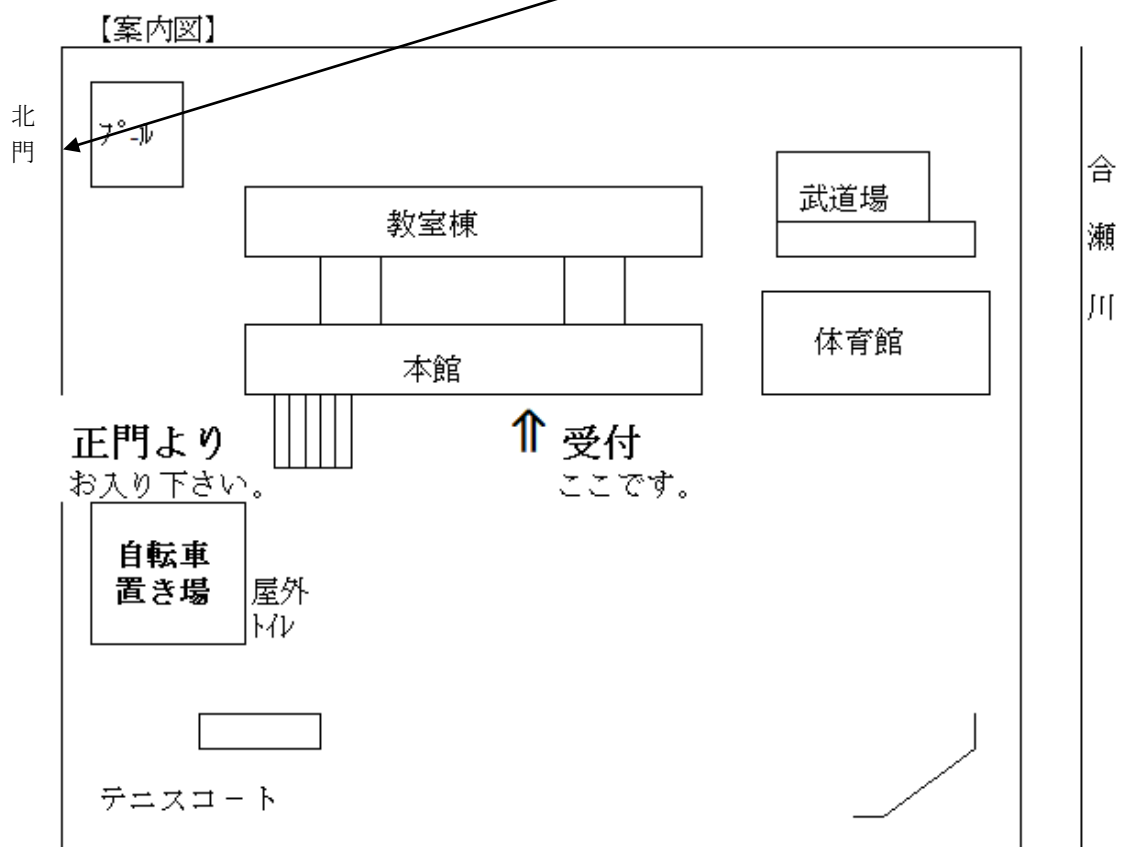 【案内図】
北
門
ﾌﾟｰﾙ
教室棟
武道場
合
瀬
川
本館
体育館
正門より
お入り下さい。
⇑ 受付
ここです。
自転車
置き場
屋外
ﾄｲﾚ
テニスコート